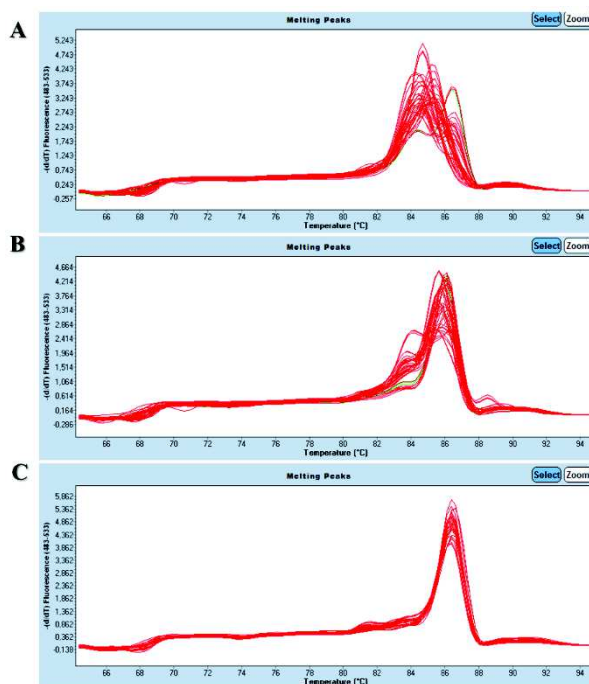 A
Melting Peaks
Select Zoom
5.243
4.743
4.243
3.743
3.243
2.743
2.243
1.743
1.243
0.743
0.243
-0.257
-(d/dT) Fluorescence (483-533)
66 68 70 72 74 76 78 80 82 84 86 88 90 92 94
Temperature (°C)
B
Melting Peaks
Select Zoom
4.664
4.214
3.764
3.314
2.864
2.414
1.964
1.514
1.064
0.614
0.164
-0.286
-(d/dT) Fluorescence (483-533)
66 68 70 72 74 76 78 80 82 84 86 88 90 92 94
Temperature (°C)
C
Melting Peaks
Select Zoom
5.862
5.362
4.862
4.362
3.862
3.362
2.862
2.362
1.862
1.362
0.862
0.362
-0.138
-(d/dT) Fluorescence (483-533)
66 68 70 72 74 76 78 80 82 84 86 88 90 92 94
Temperature (°C)